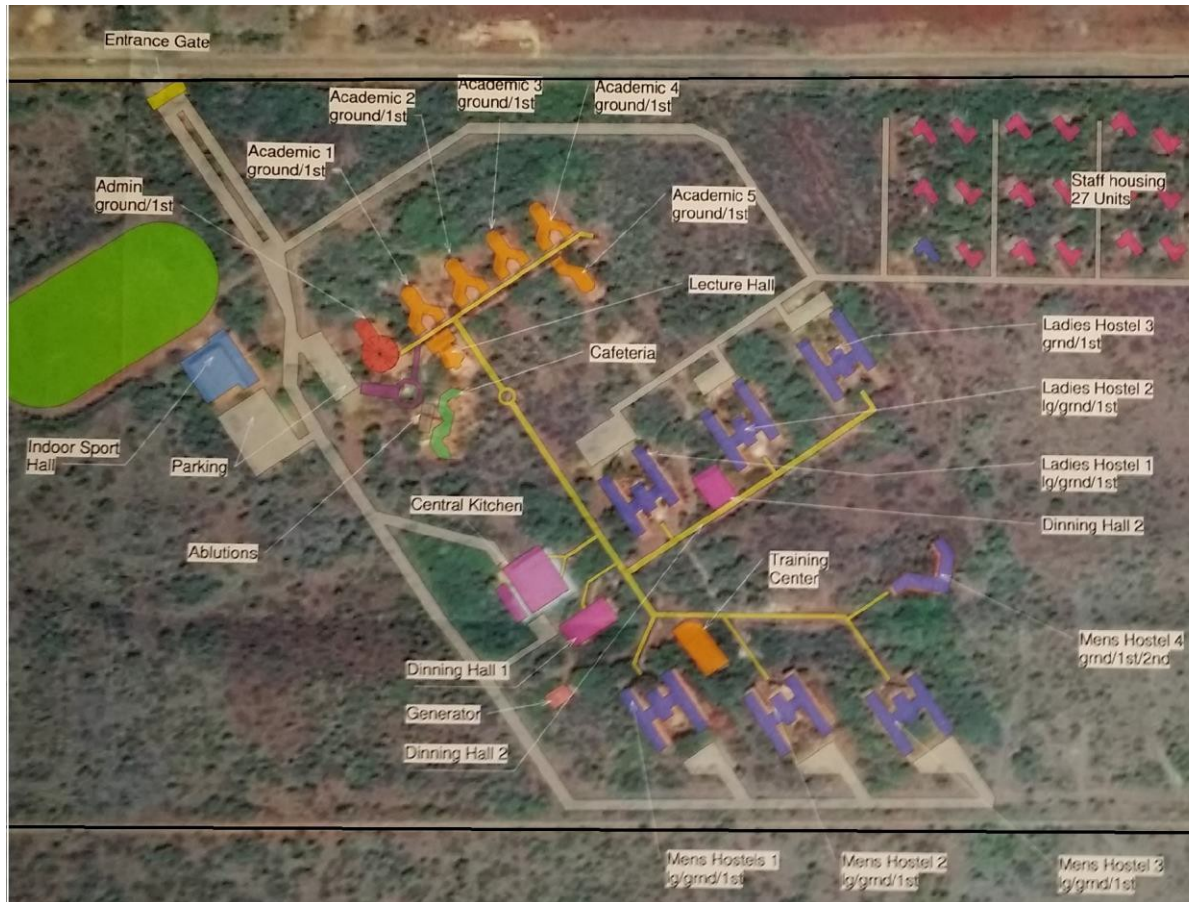 Entrance Gate
Academic 2
ground/1st
Academic 3
ground/1st
Academic 4
ground/1st
Academic 1
ground/1st
Admin
ground/1st
Academic 5
ground/1st
Staff housing
27 Units
Lecture Hall
Cafeteria
Ladies Hostel 3
grnd/1st
Ladies Hostel 2
lg/grnd/1st
Ladies Hostel 1
lg/grnd/1st
Dinning Hall 2
Indoor Sport
Hall
Parking
Central Kitchen
Ablutions
Training
Center
Mens Hostel 4
grnd/1st/2nd
Dinning Hall 1
Generator
Dinning Hall 2
Mens Hostels 1
lg/grnd/1st
Mens Hostel 2
lg/grnd/1st
Mens Hostel 3
lg/grnd/1st